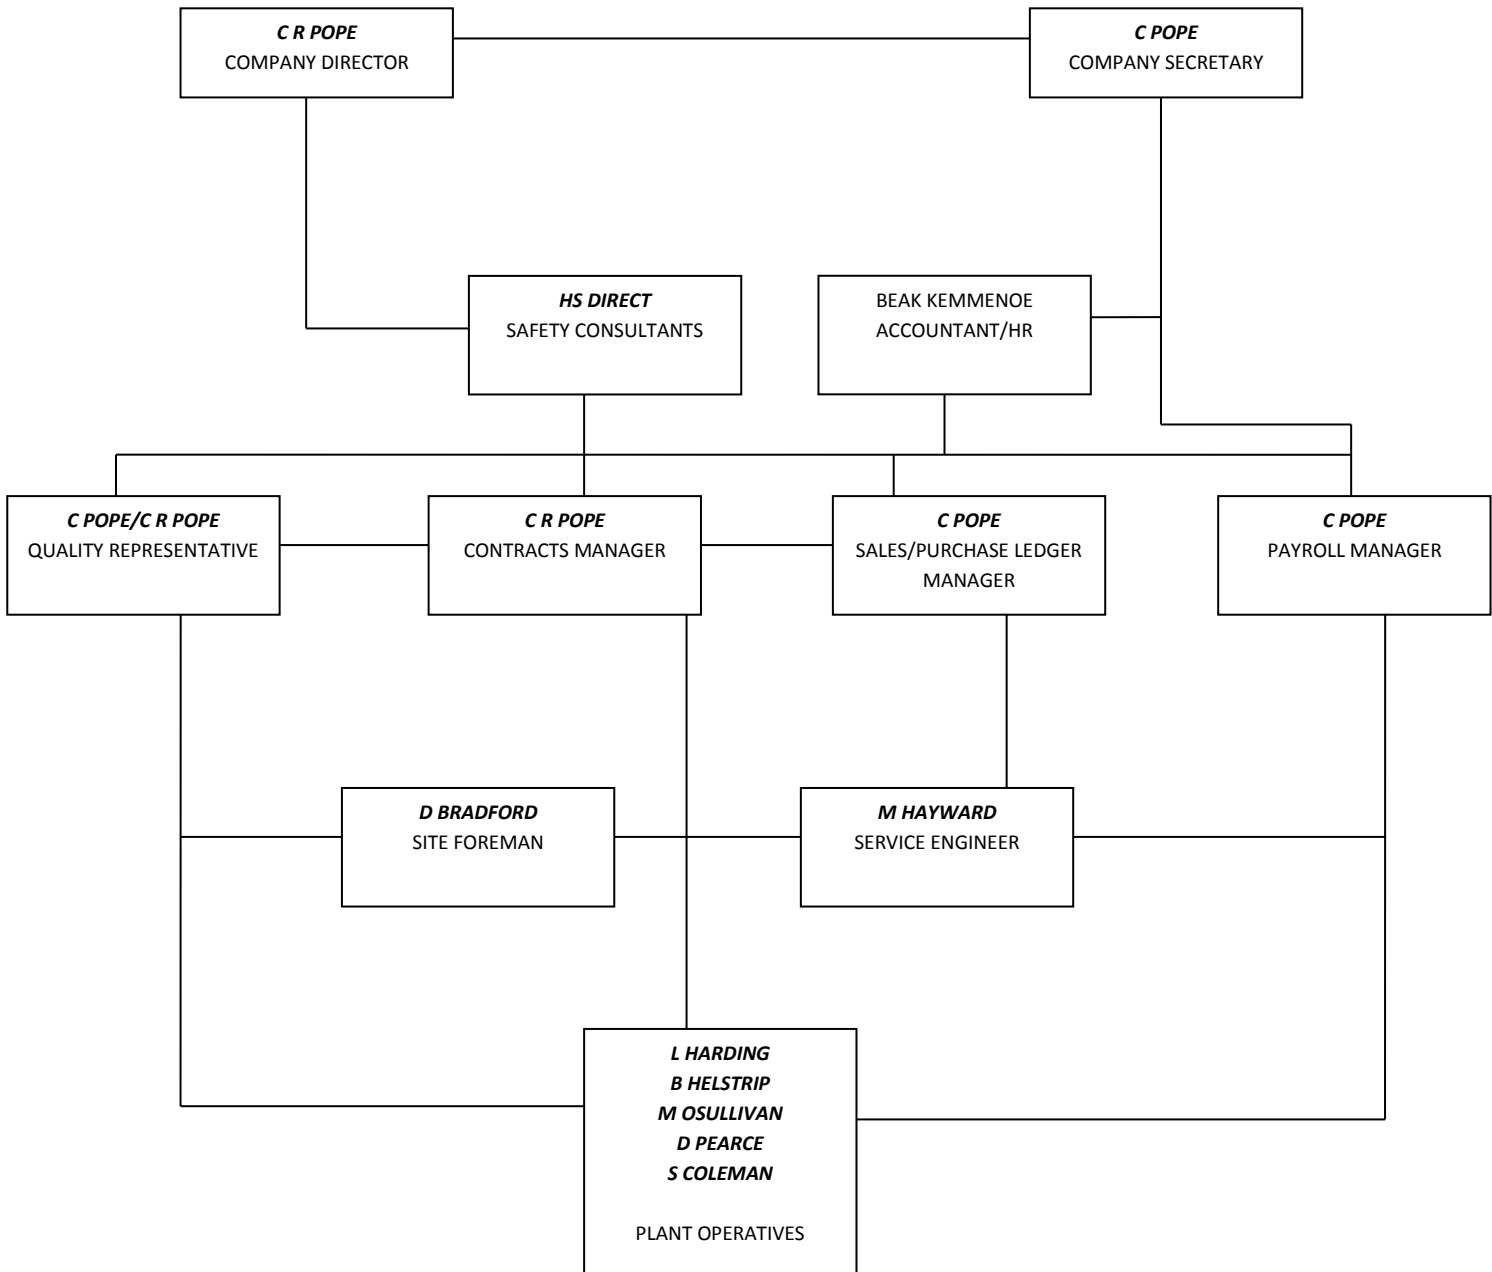 C R POPE
COMPANY DIRECTOR
C POPE
COMPANY SECRETARY
HS DIRECT
SAFETY CONSULTANTS
BEAK KEMMENOE
ACCOUNTANT/HR
C POPE/C R POPE
QUALITY REPRESENTATIVE
C R POPE
CONTRACTS MANAGER
C POPE
SALES/PURCHASE LEDGER
MANAGER
C POPE
PAYROLL MANAGER
D BRADFORD
SITE FOREMAN
M HAYWARD
SERVICE ENGINEER
L HARDING
B HELSTRIP
M OSULLIVAN
D PEARCE
S COLEMAN
PLANT OPERATIVES